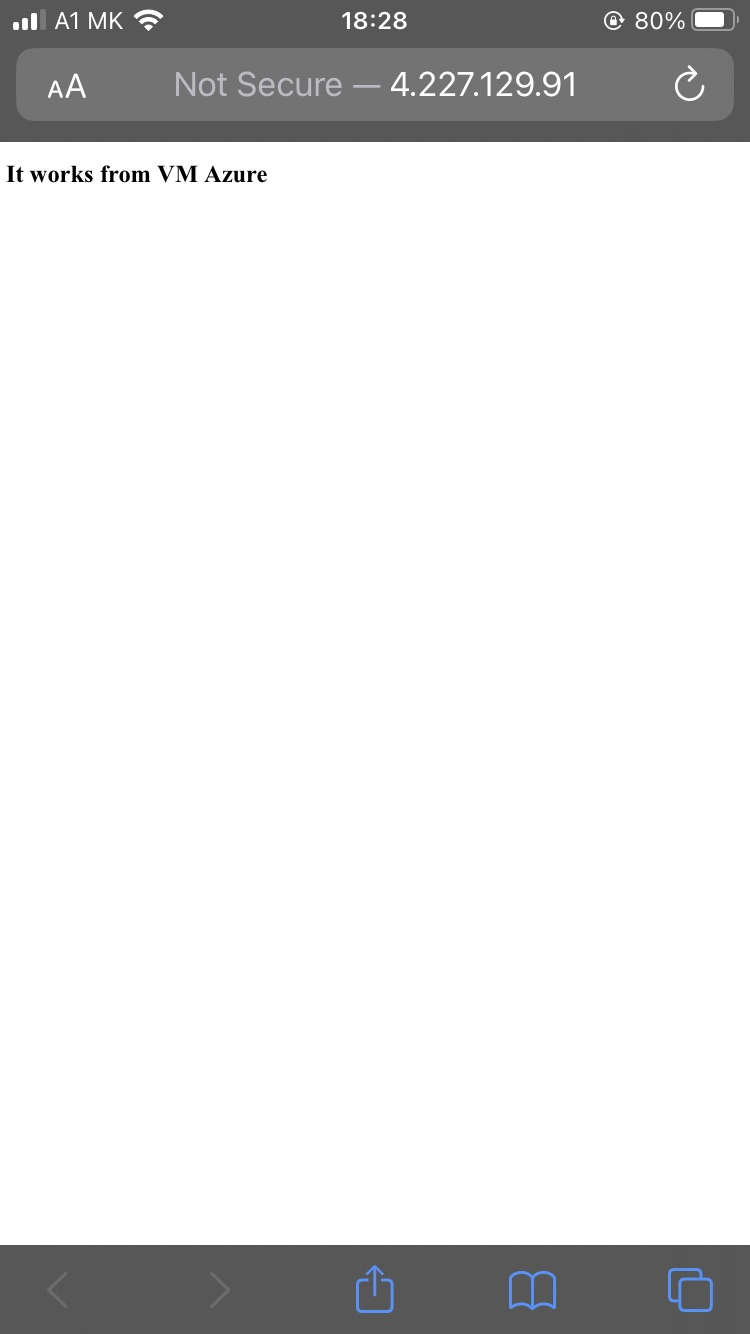 A1 MK 18:28 80%
AA Not Secure — 4.227.129.91
It works from VM Azure